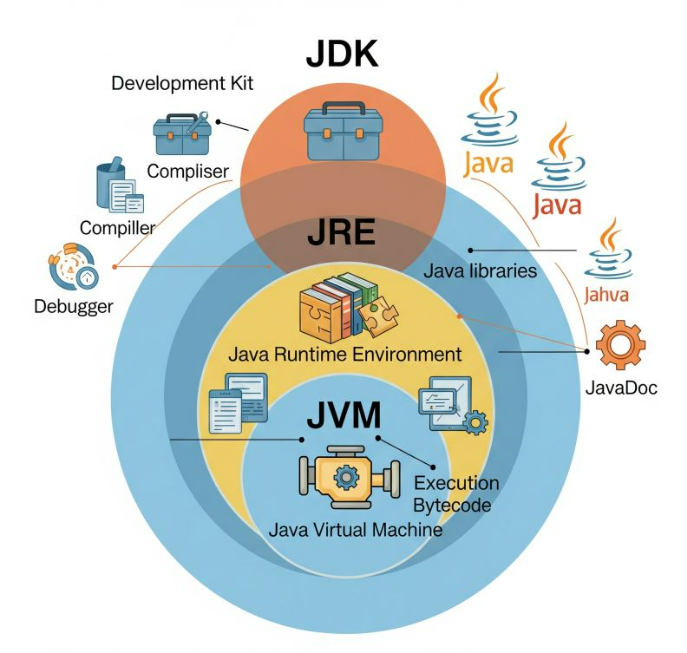 JDK
Development Kit
Compliser
Compiller
Debugger
Java
Java
JRE
Java libraries
Jahva
Java Runtime Environment
JavaDoc
JVM
Execution
Bytecode
Java Virtual Machine